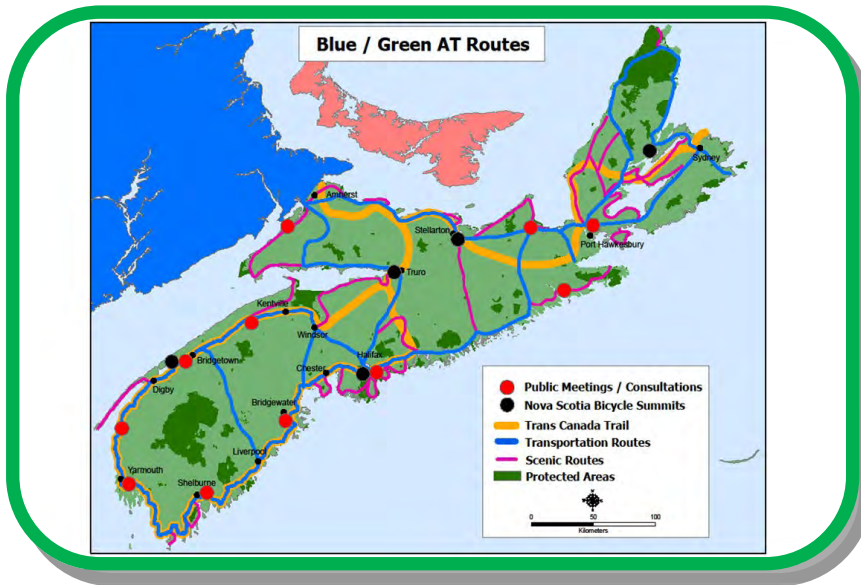 Blue / Green AT Routes
Amherst
Sydney
Stellarton
Port Hawkesbury
Truro
Kentville
Windsor
Halifax
Bridgetown
Chester
Digby
Bridgewater
Liverpool
Yarmouth
Shelburne
Public Meetings / Consultations
Nova Scotia Bicycle Summits
Trans Canada Trail
Transportation Routes
Scenic Routes
Protected Areas
0 50 100
Kilometers